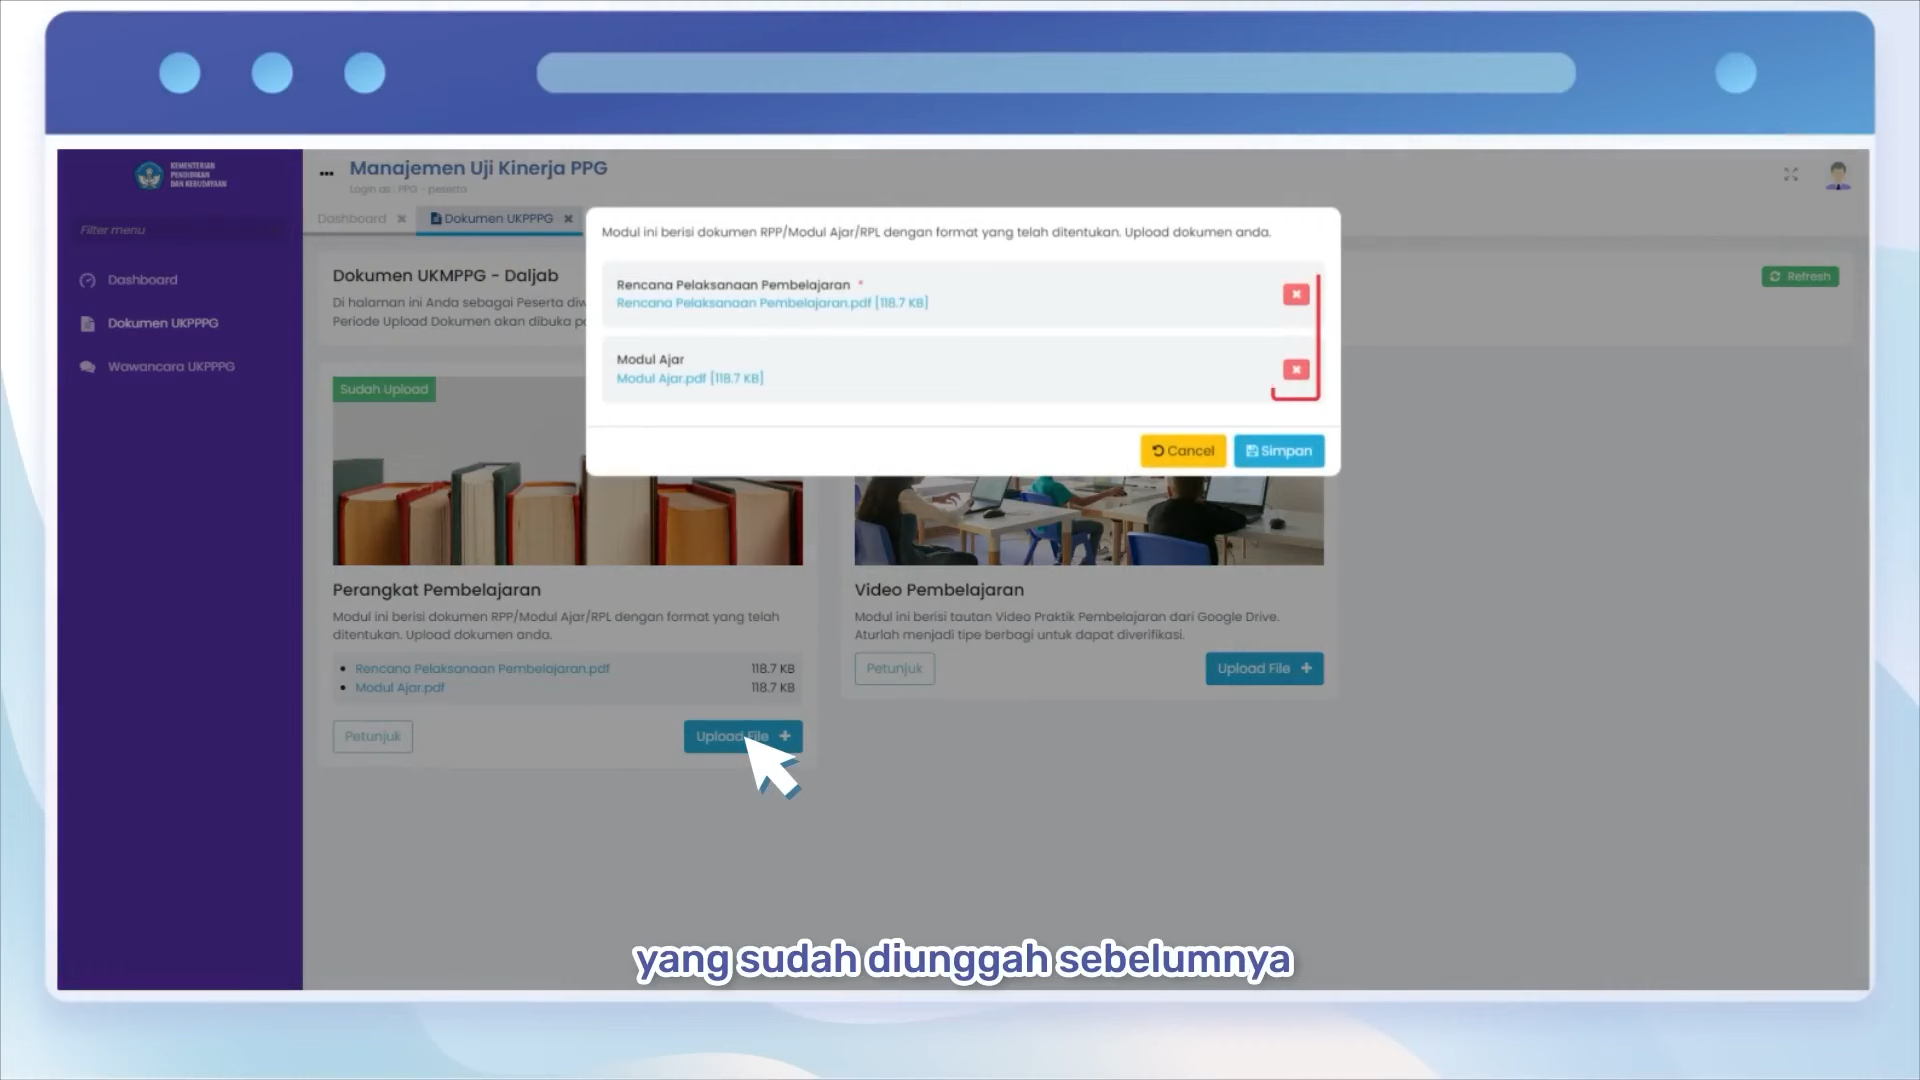 KEMENTERIAN
PENDIDIKAN
DAN KEBUDAYAAN
Manajemen Uji Kinerja PPG
Login as : PPG - peserta
Filter menu
Dashboard
Dokumen UKPPPG
Wawancara UKPPPG
Dashboard
Dokumen UKPPPG
Dokumen UKMPPG - Daljab
Di halaman ini Anda sebagai Peserta
Periode Upload Dokumen akan dibuka
Refresh
Modul ini berisi dokumen RPP/Modul Ajar/RPL dengan format yang telah ditentukan. Upload dokumen anda.
Rencana Pelaksanaan Pembelajaran *
Rencana Pelaksanaan Pembelajaran.pdf [118.7 KB]
Modul Ajar
Modul Ajar.pdf [118.7 KB]
Cancel
Simpan
Sudah Upload
Perangkat Pembelajaran
Modul ini berisi dokumen RPP/Modul Ajar/RPL dengan format yang telah
ditentukan. Upload dokumen anda.
Rencana Pelaksanaan Pembelajaran.pdf 118.7 KB
Modul Ajar.pdf 118.7 KB
Petunjuk
Upload File
Video Pembelajaran
Modul ini berisi tautan Video Praktik Pembelajaran dari Google Drive.
Aturlah menjadi tipe berbagi untuk dapat diverifikasi.
Petunjuk
Upload File
yang sudah diunggah sebelumnya